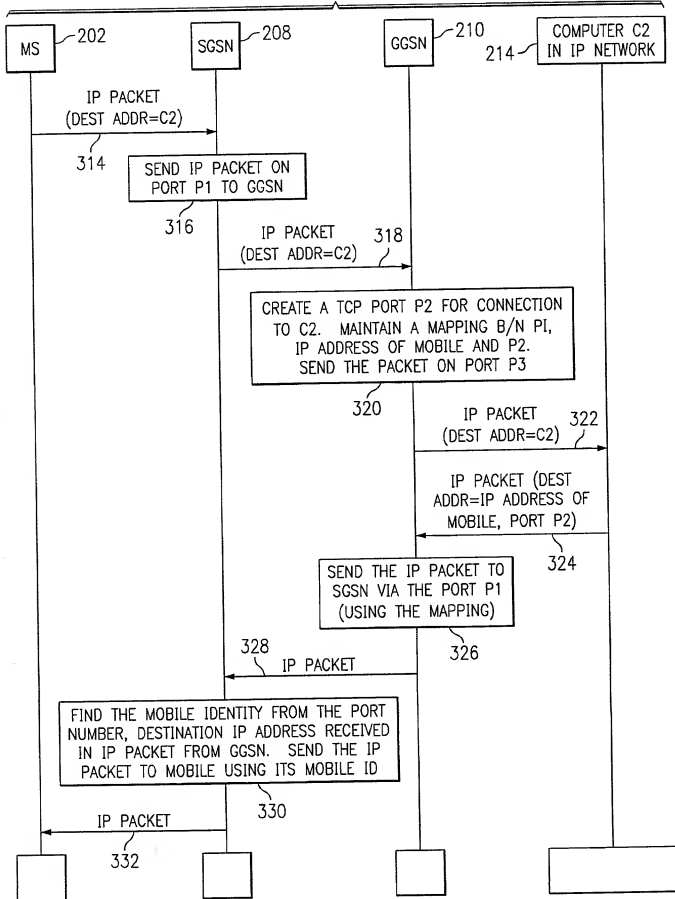 MS
202
SGSN
208
GGSN
210
COMPUTER C2
IN IP NETWORK
214
IP PACKET
(DEST ADDR=C2)
314
SEND IP PACKET ON
PORT P1 TO GGSN
316
IP PACKET
(DEST ADDR=C2)
318
CREATE A TCP PORT P2 FOR CONNECTION
TO C2. MAINTAIN A MAPPING B/N PI,
IP ADDRESS OF MOBILE AND P2.
SEND THE PACKET ON PORT P3
320
IP PACKET
(DEST ADDR=C2)
322
IP PACKET (DEST
ADDR=IP ADDRESS OF
MOBILE, PORT P2)
324
SEND THE IP PACKET TO
SGSN VIA THE PORT P1
(USING THE MAPPING)
326
328
IP PACKET
FIND THE MOBILE IDENTITY FROM THE PORT
NUMBER, DESTINATION IP ADDRESS RECEIVED
IN IP PACKET FROM GGSN. SEND THE IP
PACKET TO MOBILE USING ITS MOBILE ID
330
IP PACKET
332